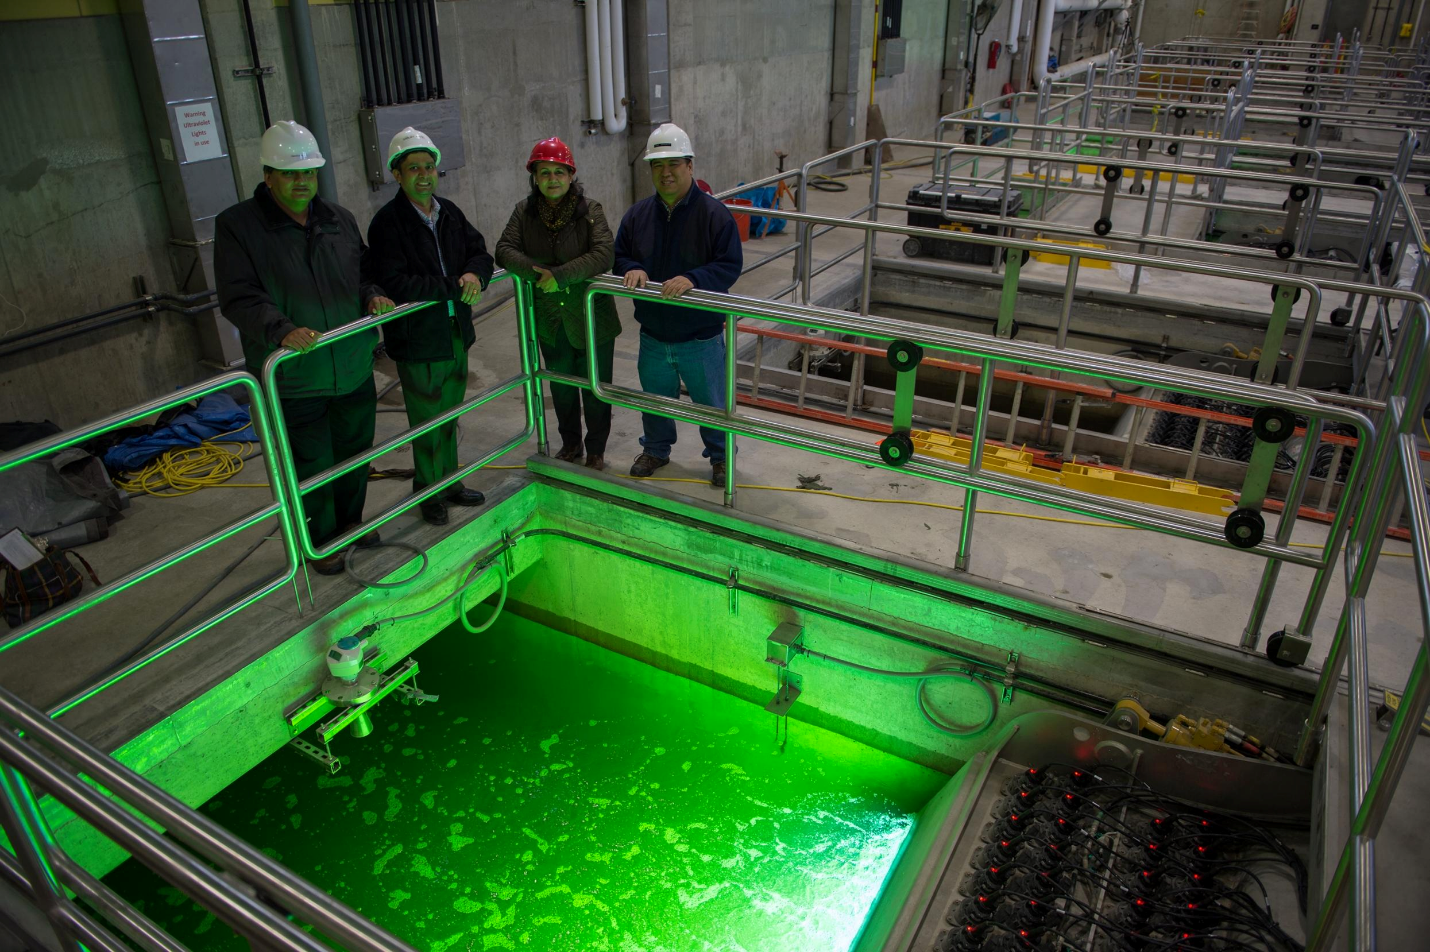 Warning
Ultraviolet
Lights
in use